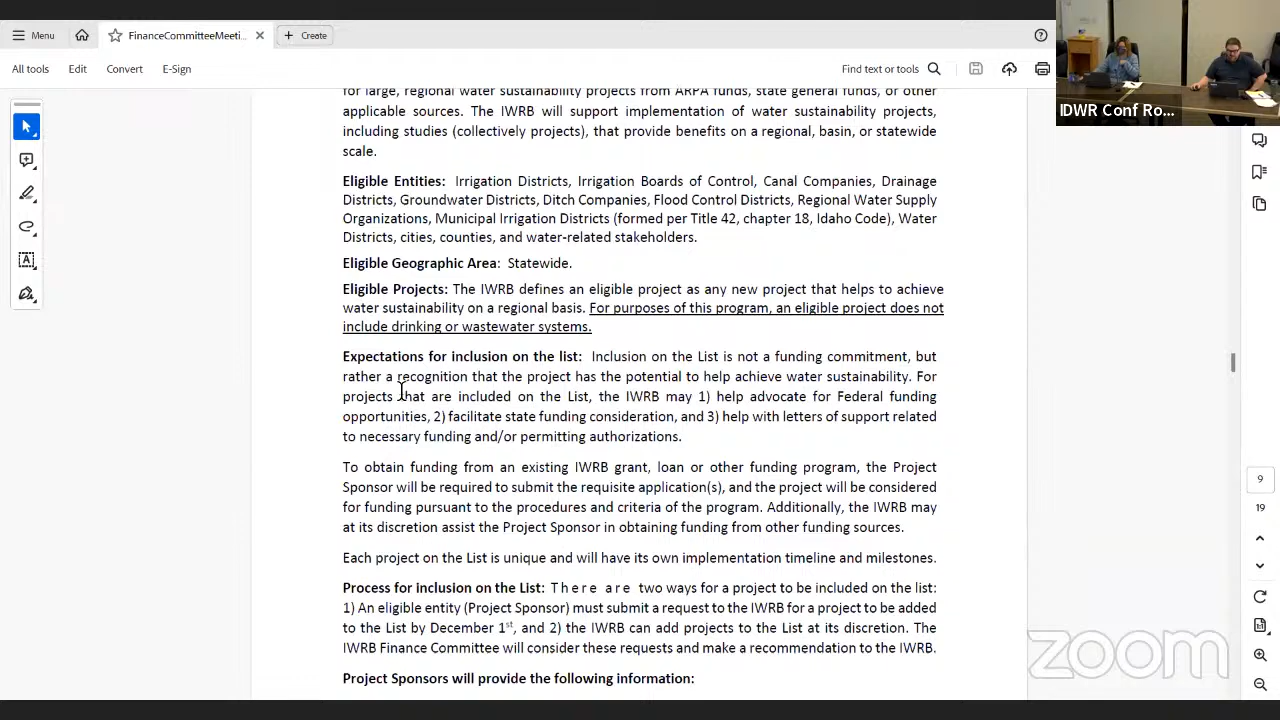 Menu
FinanceCommitteeMeeti...
Create
All tools
Edit
Convert
E-Sign
Find text or tools
IDWR Conf Ro...
for large, regional water sustainability projects from ARPA funds, state general funds, or other
applicable sources. The IWRB will support implementation of water sustainability projects,
including studies (collectively projects), that provide benefits on a regional, basin, or statewide
scale.
Eligible Entities: Irrigation Districts, Irrigation Boards of Control, Canal Companies, Drainage
Districts, Groundwater Districts, Ditch Companies, Flood Control Districts, Regional Water Supply
Organizations, Municipal Irrigation Districts (formed per Title 42, chapter 18, Idaho Code), Water
Districts, cities, counties, and water-related stakeholders.
Eligible Geographic Area: Statewide.
Eligible Projects: The IWRB defines an eligible project as any new project that helps to achieve
water sustainability on a regional basis. For purposes of this program, an eligible project does not
include drinking or wastewater systems.
Expectations for inclusion on the list: Inclusion on the List is not a funding commitment, but
rather a recognition that the project has the potential to help achieve water sustainability. For
projects that are included on the List, the IWRB may 1) help advocate for Federal funding
opportunities, 2) facilitate state funding consideration, and 3) help with letters of support related
to necessary funding and/or permitting authorizations.
To obtain funding from an existing IWRB grant, loan or other funding program, the Project
Sponsor will be required to submit the requisite application(s), and the project will be considered
for funding pursuant to the procedures and criteria of the program. Additionally, the IWRB may
at its discretion assist the Project Sponsor in obtaining funding from other funding sources.
Each project on the List is unique and will have its own implementation timeline and milestones.
Process for inclusion on the List: There are two ways for a project to be included on the list:
1) An eligible entity (Project Sponsor) must submit a request to the IWRB for a project to be added
to the List by December 1st, and 2) the IWRB can add projects to the List at its discretion. The
IWRB Finance Committee will consider these requests and make a recommendation to the IWRB.
Project Sponsors will provide the following information:
9
19
zoom